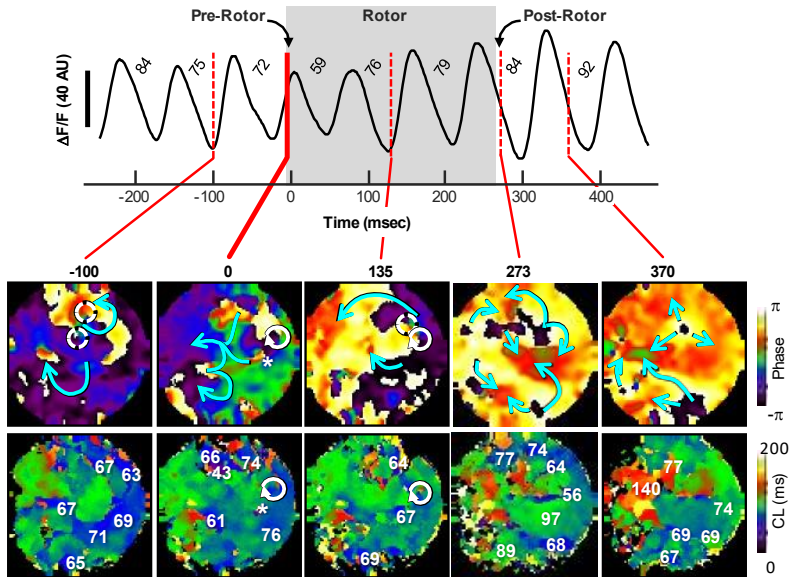 Pre-Rotor Rotor Post-Rotor
84 75 72 59 76 79 84 92
ΔF/F (40 AU)
-200 -100 0 100 200 300 400
Time (msec)
-100 0 135 273 370
*
π
Phase
-π
67 63 67 69 71 65
66 43 74 61 * 76
64 67 69
77 74 64 56 97 89 68
77 140 74 69 69 67
200
CL (ms)
0